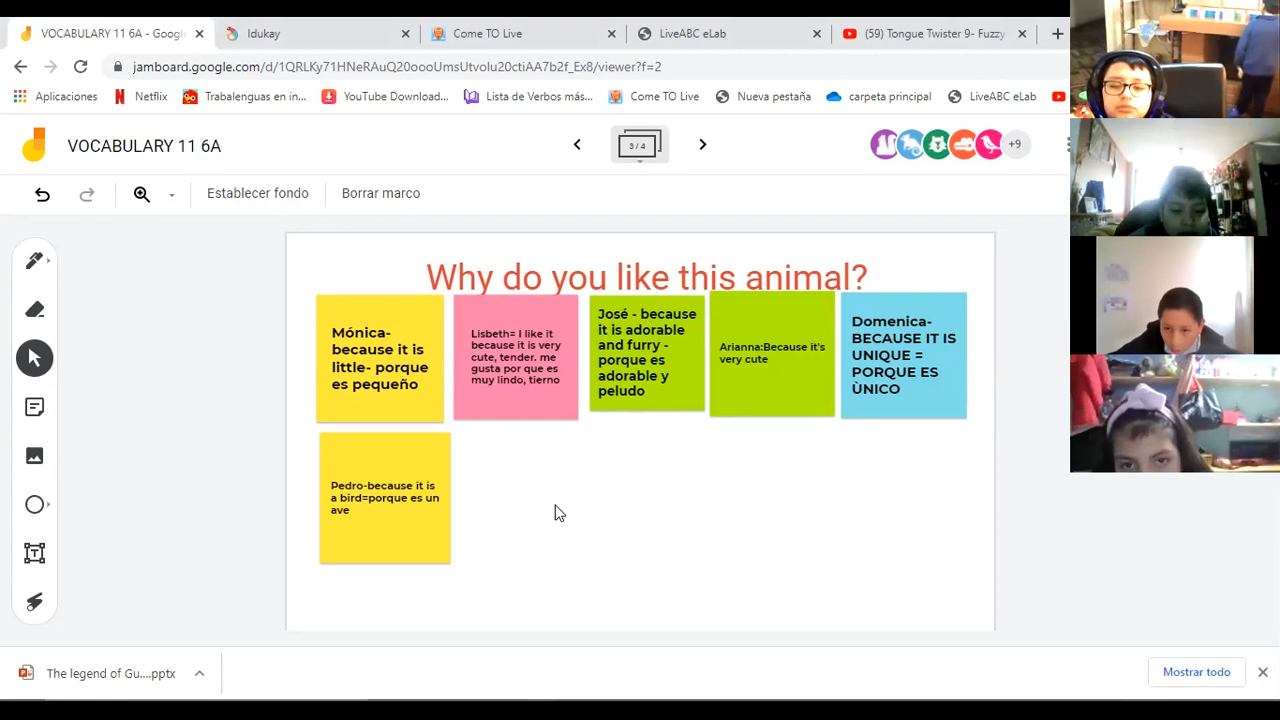 VOCABULARY 11 6A - Google
Idukay
Come TO Live
LiveABC eLab
(59) Tongue Twister 9- Fuzzy
jamboard.google.com/d/
/viewer?f=2
Aplicaciones
Netflix
Trabalenguas en in...
YouTube Download...
Lista de Verbos más...
Come TO Live
Nueva pestaña
carpeta principal
LiveABC eLab
VOCABULARY 11 6A
3 / 4
+9
Establecer fondo
Borrar marco
Why do you like this animal?
Mónica-
because it is
little- porque
es pequeño
Lisbeth= I like it
because it is very
cute, tender. me
gusta por que es
muy lindo, tierno
José - because
it is adorable
and furry -
porque es
adorable y
peludo
Arianna:Because it's
very cute
Domenica-
BECAUSE IT IS
UNIQUE =
PORQUE ES
ÙNICO
Pedro-because it is
a bird=porque es un
ave
The legend of Gu....pptx
Mostrar todo